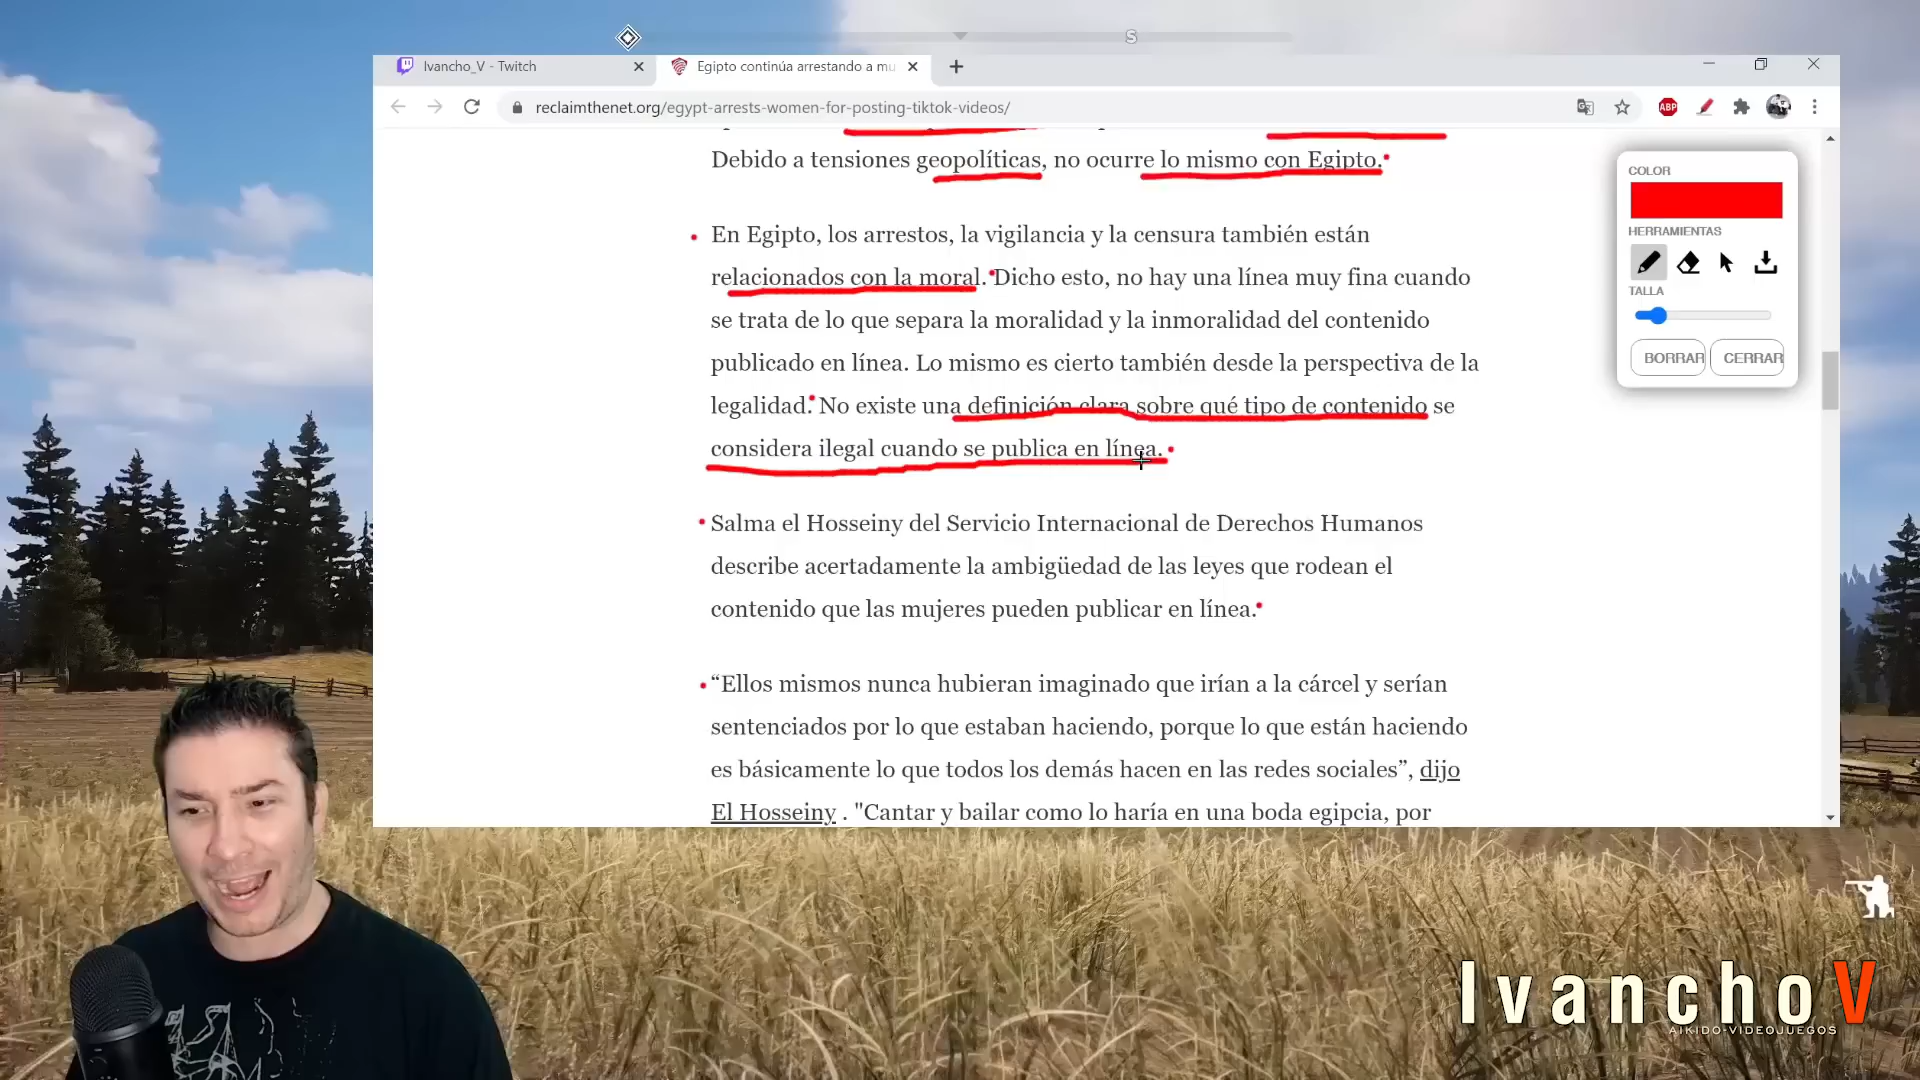 S
Ivancho_V - Twitch
Egipto continúa arrestando a mu
reclaimthenet.org/egypt-arrests-women-for-posting-tiktok-videos/
ABP
Debido a tensiones geopolíticas, no ocurre lo mismo con Egipto.
En Egipto, los arrestos, la vigilancia y la censura también están
relacionados con la moral. Dicho esto, no hay una línea muy fina cuando
se trata de lo que separa la moralidad y la inmoralidad del contenido
publicado en línea. Lo mismo es cierto también desde la perspectiva de la
legalidad. No existe una definición clara sobre qué tipo de contenido se
considera ilegal cuando se publica en línea.
Salma el Hosseiny del Servicio Internacional de Derechos Humanos
describe acertadamente la ambigüedad de las leyes que rodean el
contenido que las mujeres pueden publicar en línea.
“Ellos mismos nunca hubieran imaginado que irían a la cárcel y serían
sentenciados por lo que estaban haciendo, porque lo que están haciendo
es básicamente lo que todos los demás hacen en las redes sociales”, dijo
El Hosseiny . "Cantar y bailar como lo haría en una boda egipcia, por
COLOR
HERRAMIENTAS
TALLA
BORRAR CERRAR
IvanchoV
AIKIDO-VIDEOJUEGOS